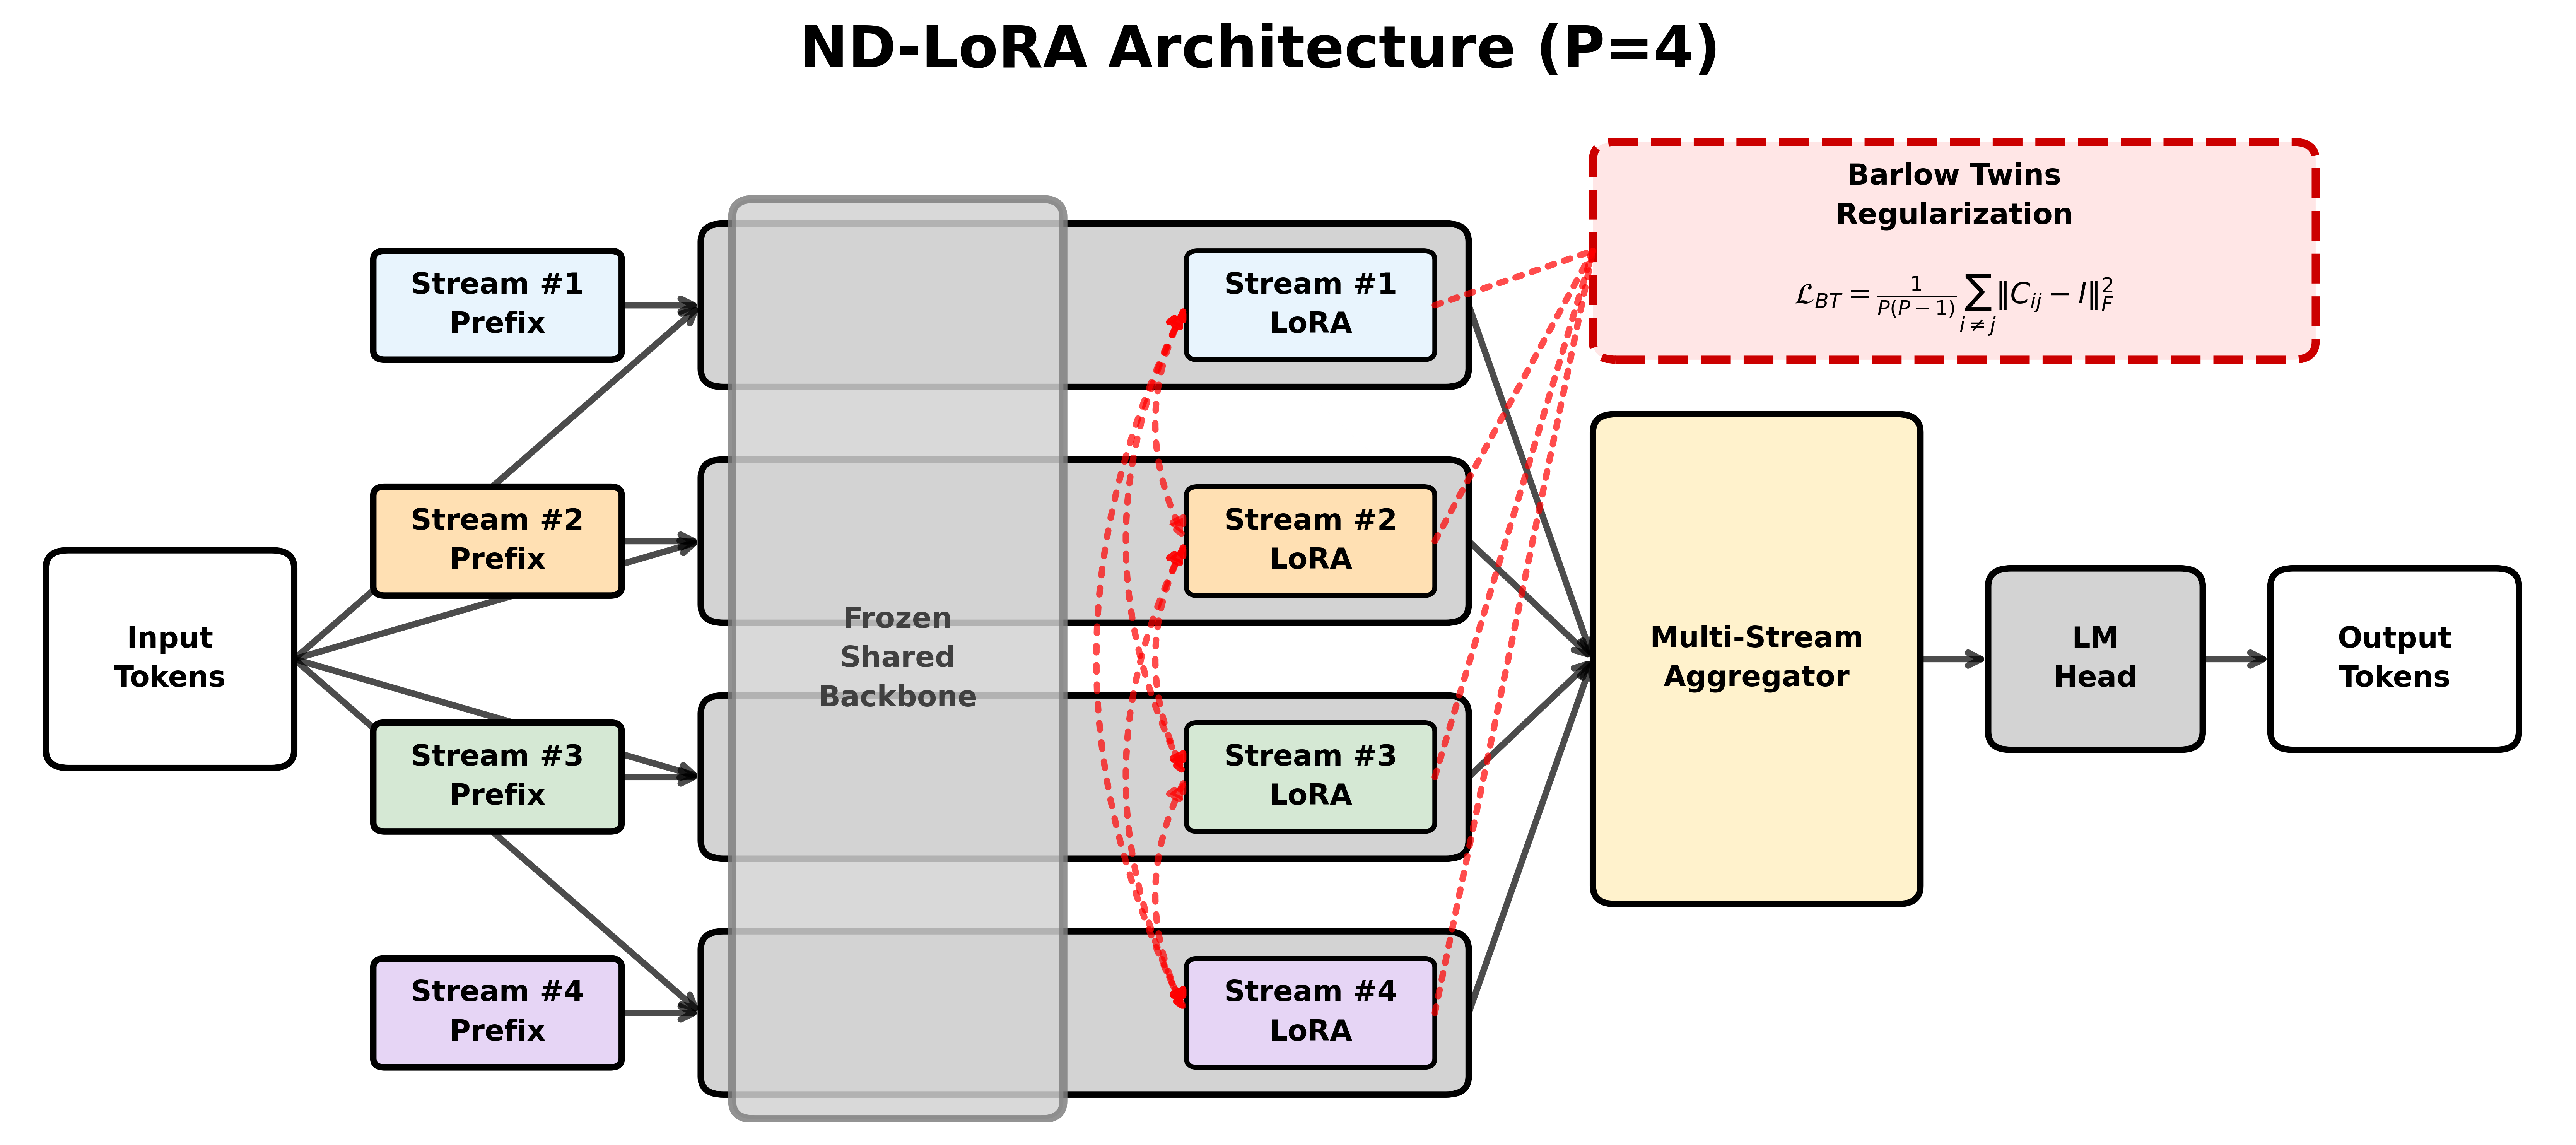 ND-LoRA Architecture (P=4)
Barlow Twins
Regularization
$\mathcal{L}_{BT} = \frac{1}{P(P-1)} \sum_{i \neq j} \|C_{ij} - I\|_F^2$
Input
Tokens
Stream #1
Prefix
Stream #2
Prefix
Stream #3
Prefix
Stream #4
Prefix
Frozen
Shared
Backbone
Stream #1
LoRA
Stream #2
LoRA
Stream #3
LoRA
Stream #4
LoRA
Multi-Stream
Aggregator
LM
Head
Output
Tokens